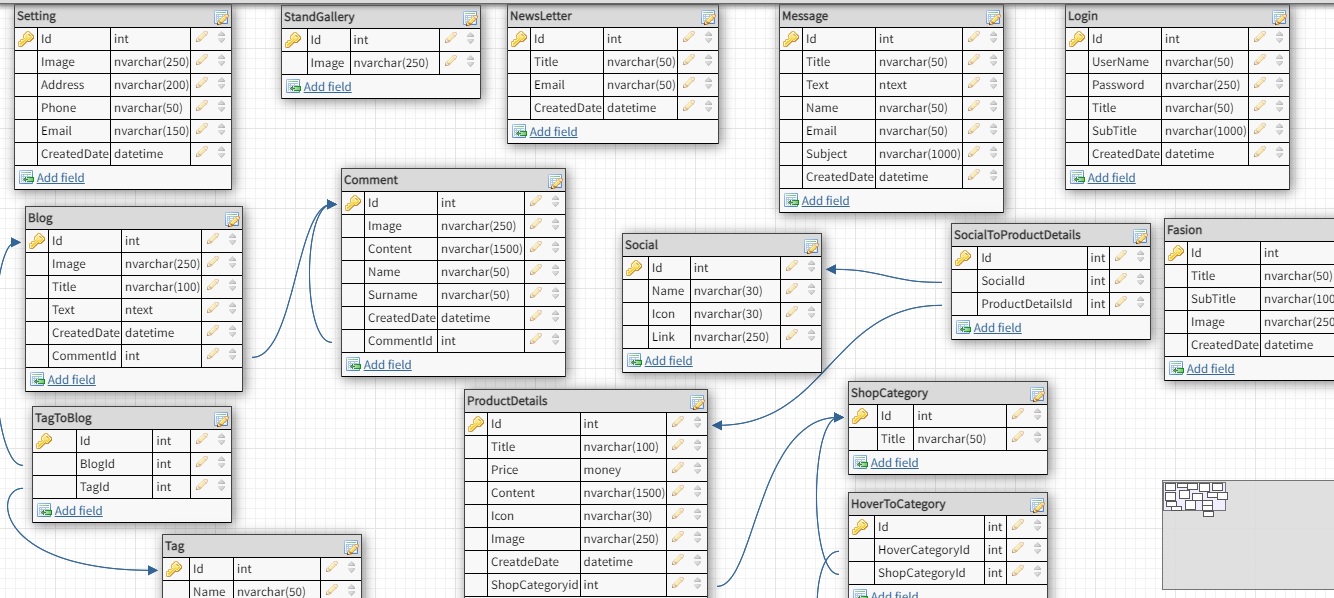 Setting
Id int
Image nvarchar(250)
Address nvarchar(200)
Phone nvarchar(50)
Email nvarchar(150)
CreatedDate datetime
Add field
StandGallery
Id int
Image nvarchar(250)
Add field
NewsLetter
Id int
Title nvarchar(50)
Email nvarchar(50)
CreatedDate datetime
Add field
Message
Id int
Title nvarchar(50)
Text ntext
Name nvarchar(50)
Email nvarchar(50)
Subject nvarchar(1000)
CreatedDate datetime
Add field
Login
Id int
UserName nvarchar(50)
Password nvarchar(250)
Title nvarchar(50)
SubTitle nvarchar(1000)
CreatedDate datetime
Add field
Blog
Id int
Image nvarchar(250)
Title nvarchar(100)
Text ntext
CreatedDate datetime
CommentId int
Add field
Comment
Id int
Image nvarchar(250)
Content nvarchar(1500)
Name nvarchar(50)
Surname nvarchar(50)
CreatedDate datetime
CommentId int
Add field
Social
Id int
Name nvarchar(30)
Icon nvarchar(30)
Link nvarchar(250)
Add field
SocialToProductDetails
Id int
SocialId int
ProductDetailsId int
Add field
Fasion
Id int
Title nvarchar(50)
SubTitle nvarchar(100
Image nvarchar(250
CreatedDate datetime
Add field
TagToBlog
Id int
BlogId int
TagId int
Add field
Tag
Id int
Name nvarchar(50)
ProductDetails
Id int
Title nvarchar(100)
Price money
Content nvarchar(1500)
Icon nvarchar(30)
Image nvarchar(250)
CreatdeDate datetime
ShopCategoryid int
ShopCategory
Id int
Title nvarchar(50)
Add field
HoverToCategory
Id int
HoverCategoryId int
ShopCategoryId int
Add field